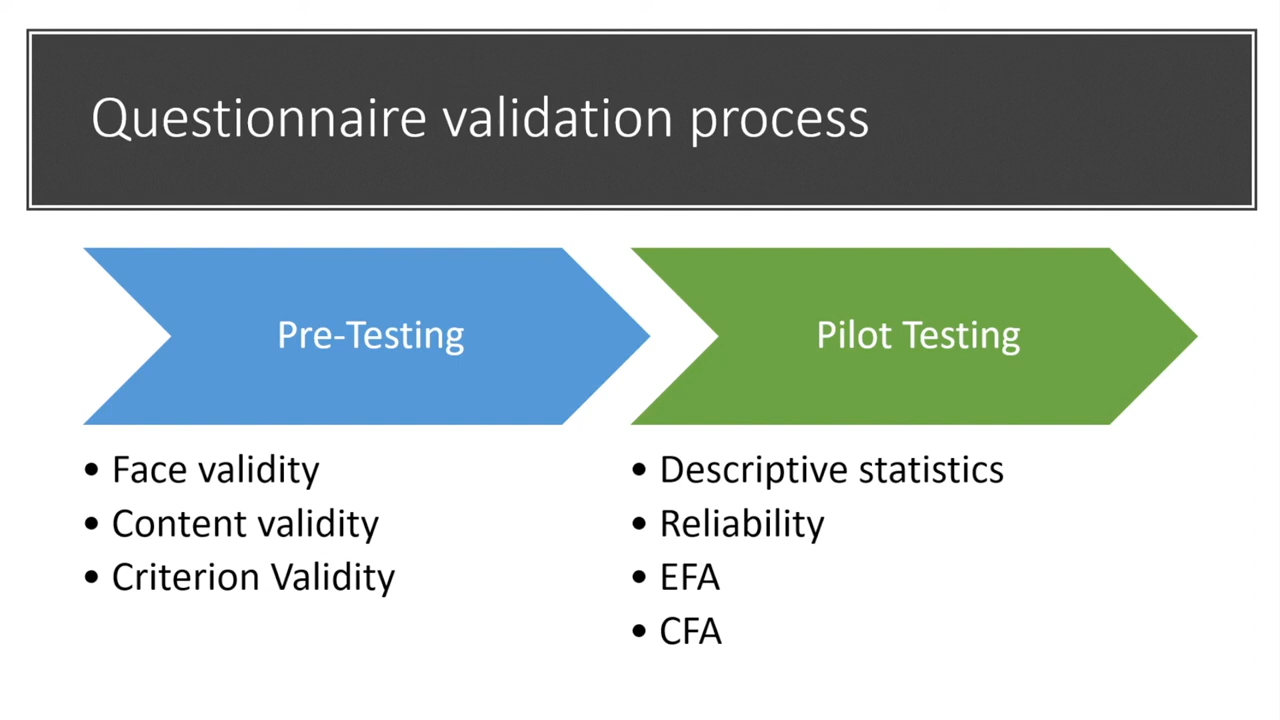 Questionnaire validation process
Pre-Testing
• Face validity
• Content validity
• Criterion Validity
Pilot Testing
• Descriptive statistics
• Reliability
• EFA
• CFA